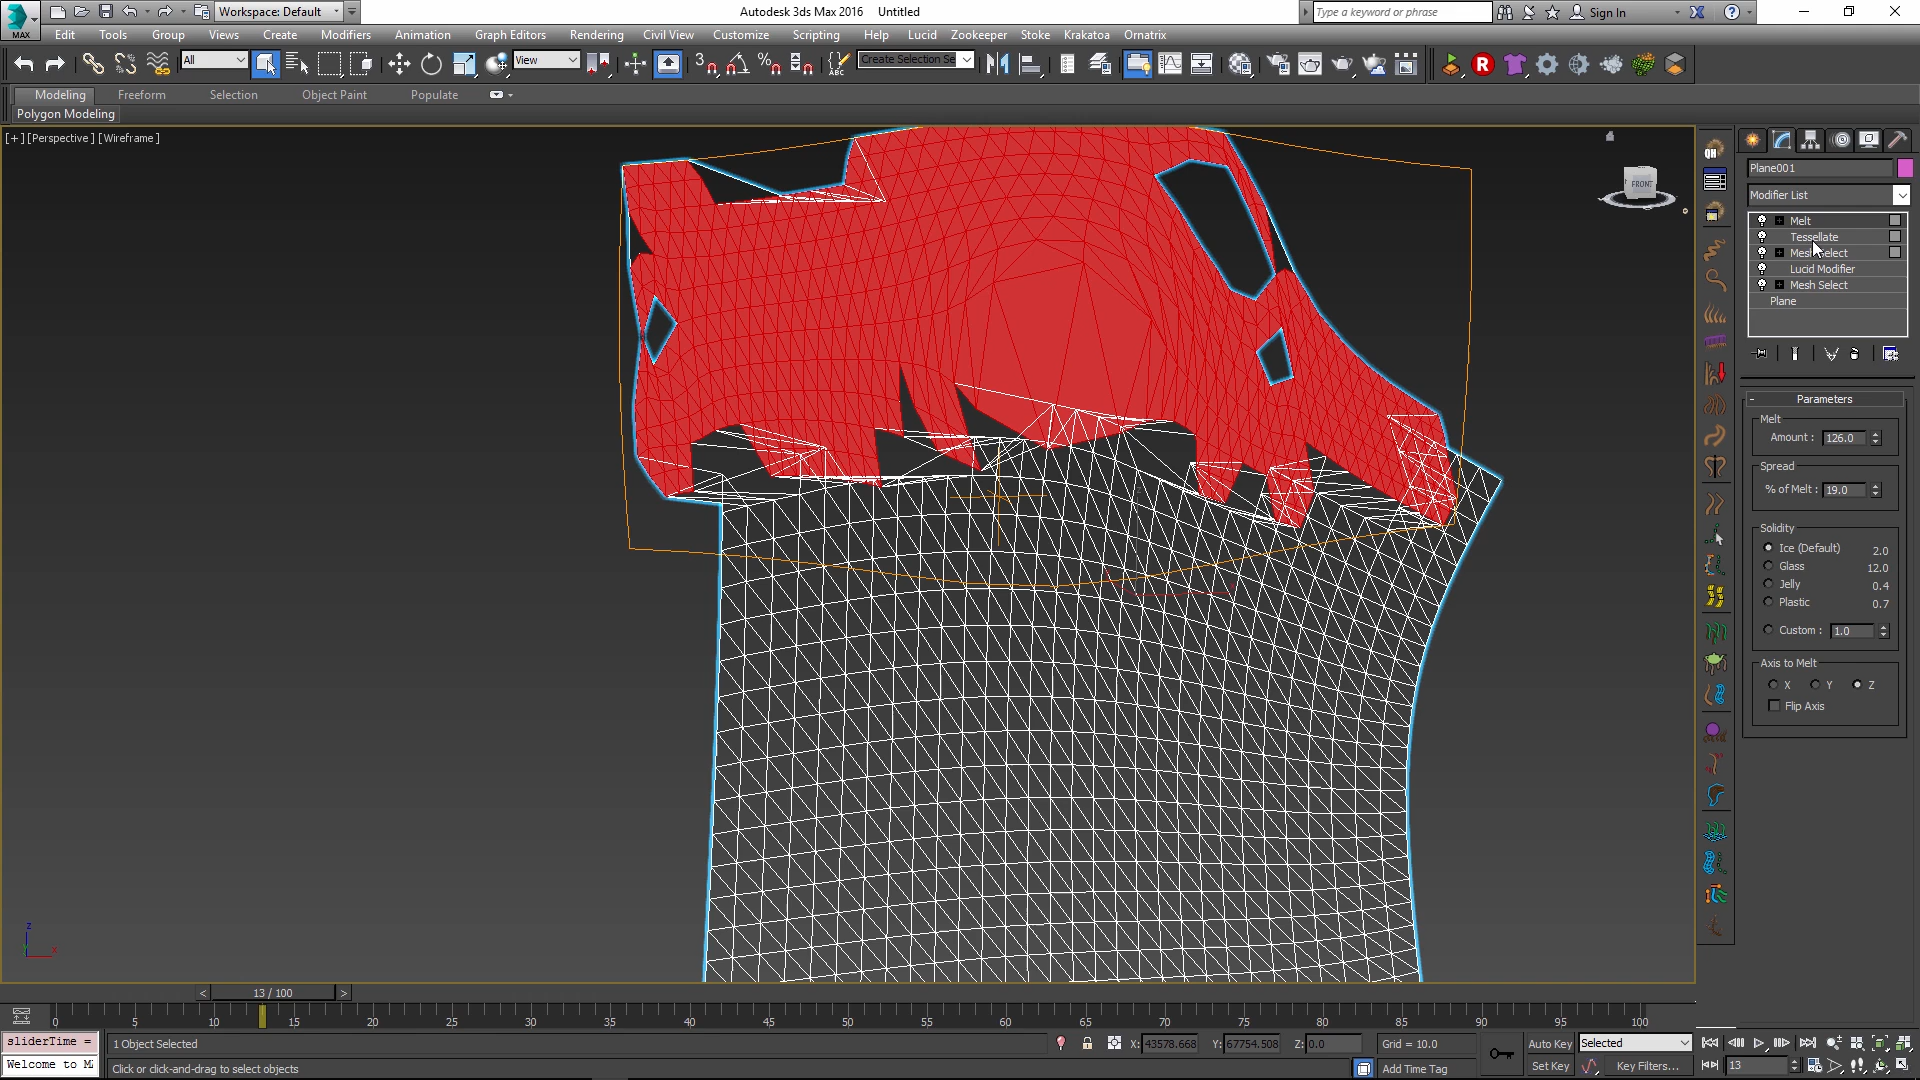 Workspace: Default
Autodesk 3ds Max 2016 Untitled
Type a keyword or phrase
Sign In
MAX
Edit Tools Group Views Create Modifiers Animation Graph Editors Rendering Civil View Customize Scripting Help Lucid Zookeeper Stoke Krakatoa Ornatrix
All
View
3
ABC
Create Selection Se
Modeling Freeform Selection Object Paint Populate
Polygon Modeling
[+] [Perspective] [Wireframe]
FRONT
QH
Plane001
Modifier List
Melt
Tessellate
Mesh Select
Lucid Modifier
Mesh Select
Plane
- Parameters
Melt
Amount: 126.0
Spread
% of Melt: 19.0
Solidity
Ice (Default) 2.0
Glass 12.0
Jelly 0.4
Plastic 0.7
Custom: 1.0
Axis to Melt
X Y Z
Flip Axis
z
x
< 13 / 100 >
0 5 10 15 20 25 30 35 40 45 50 55 60 65 70 75 80 85 90 95 100
sliderTime =
1 Object Selected
X: 43578.668 Y: 67754.508 Z: 0.0
Grid = 10.0
Auto Key Selected
Welcome to M
Click or click-and-drag to select objects
Add Time Tag
Set Key
Key Filters...
13